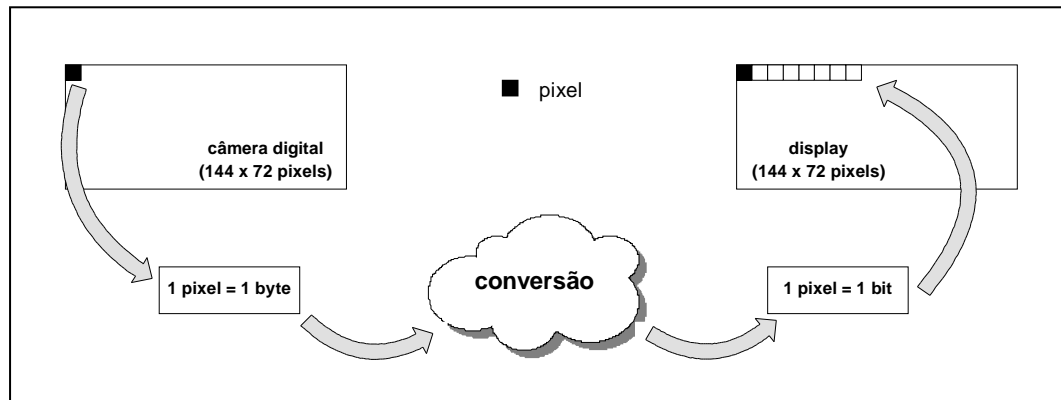 pixel
câmera digital
(144 x 72 pixels)
display
(144 x 72 pixels)
conversão
1 pixel = 1 byte
1 pixel = 1 bit